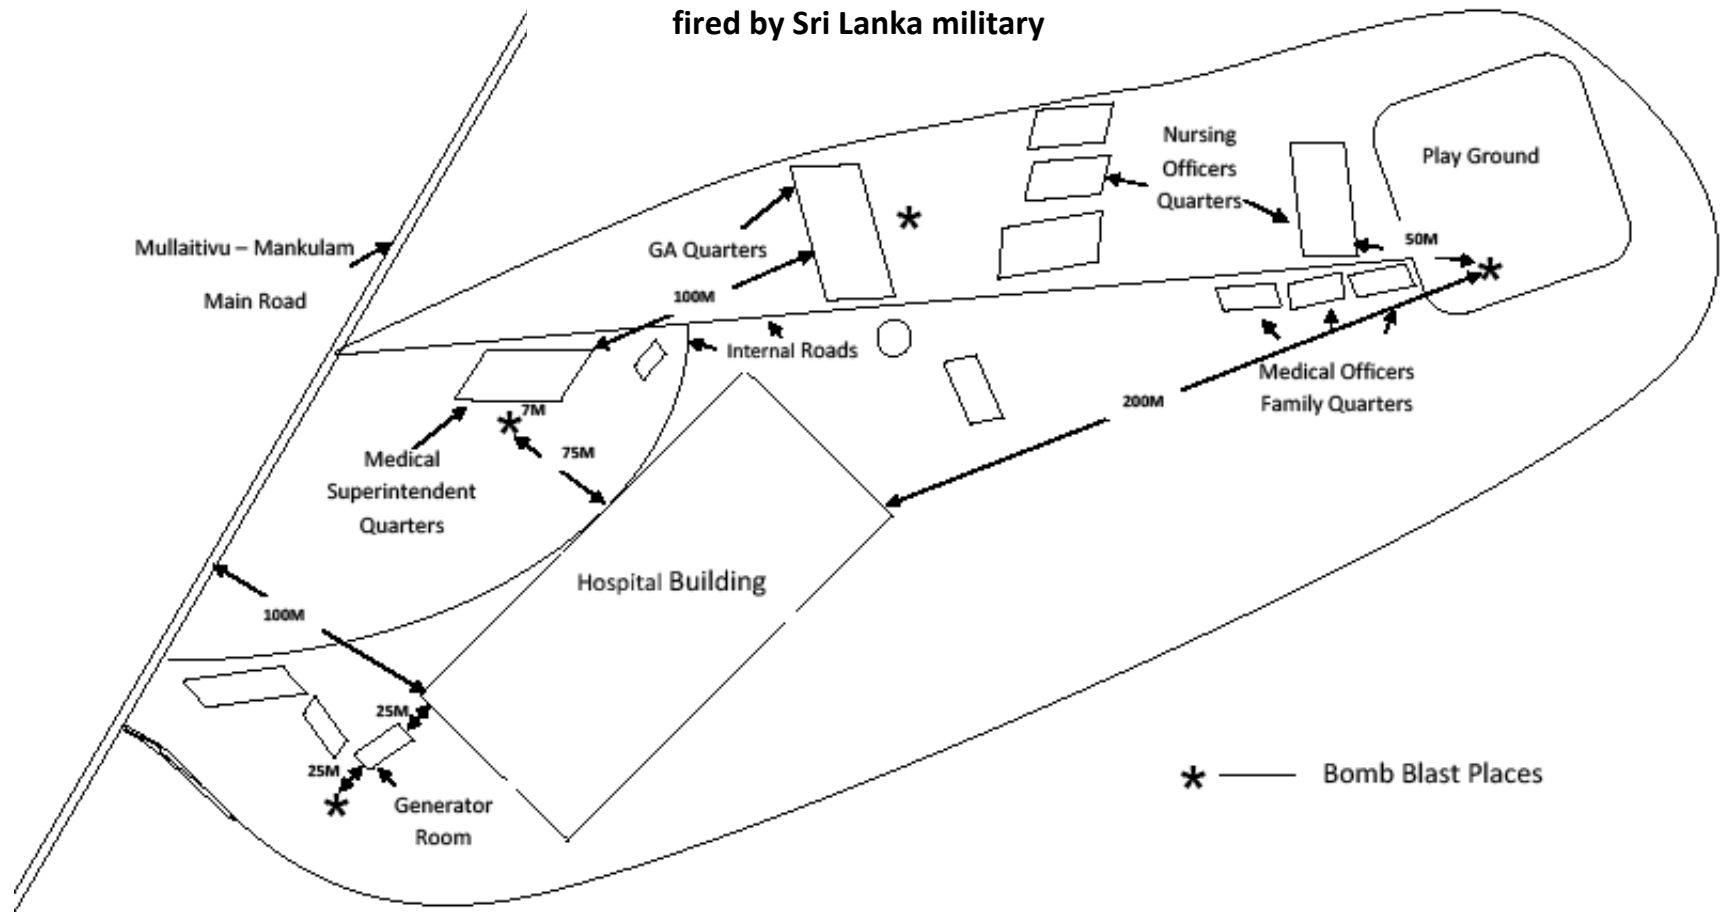 fired by Sri Lanka military
Nursing
Officers
Quarters
Play Ground
Mullaitivu – Mankulam
Main Road
GA Quarters
50M
100M
Internal Roads
Medical Officers
Family Quarters
200M
7M
75M
Medical
Superintendent
Quarters
Hospital Building
100M
25M
25M
Generator
Room
* Bomb Blast Places